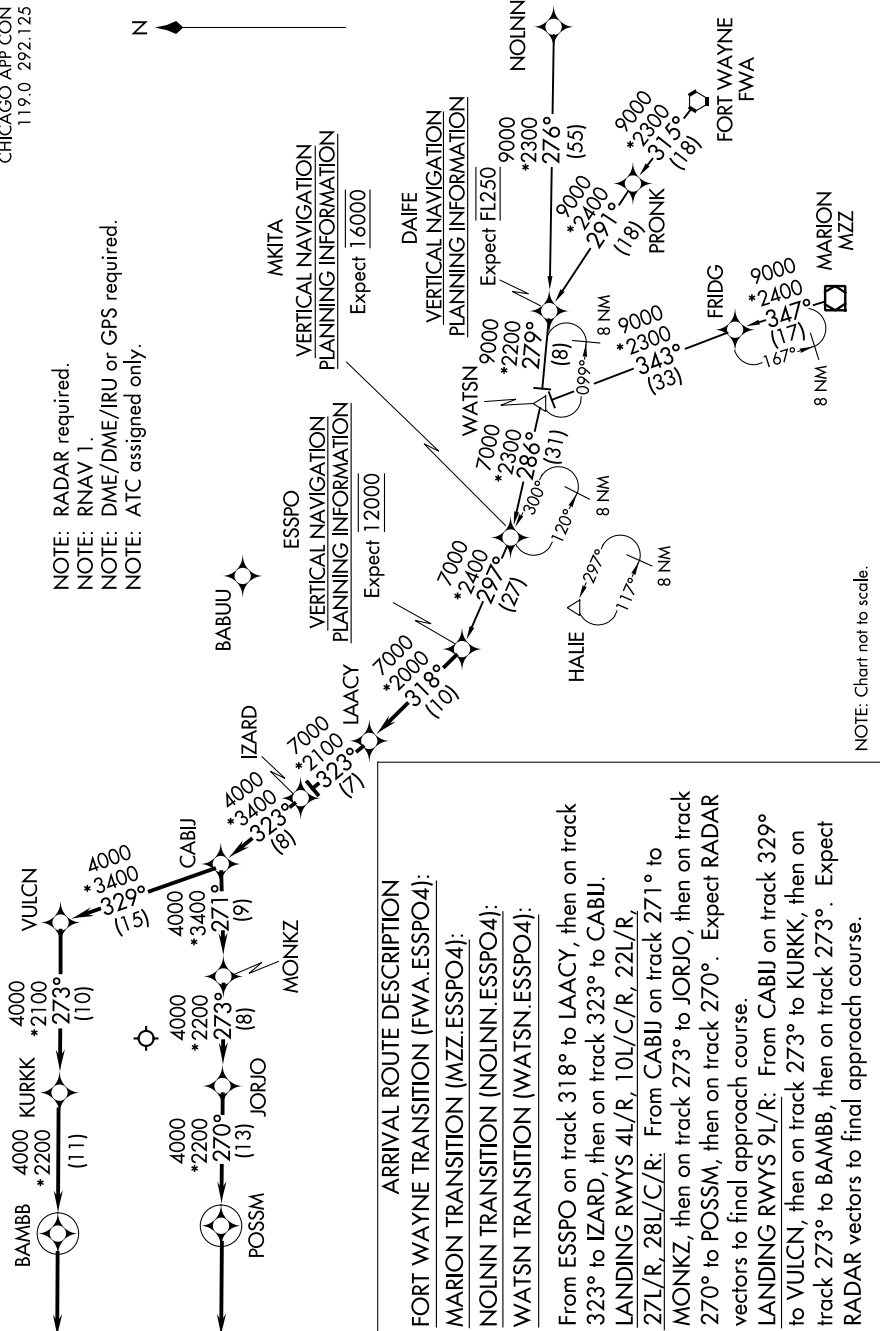 CHICAGO APP CON
119.0 292.125
N
NOTE: RADAR required.
NOTE: RNAV 1.
NOTE: DME/DME/IRU or GPS required.
NOTE: ATC assigned only.
BAMBB
4000
*2200
(11)
KURKK
4000
*2100
273°
(10)
VULCN
4000
*3400
329°
(15)
POSSM
4000
*2200
270°
(13)
JORJO
4000
*2200
273°
(8)
MONKZ
4000
*3400
271°
(9)
CABIJ
4000
*3400
323°
(8)
IZARD
7000
*2100
323°
(7)
LAACY
7000
*2000
318°
(10)
BABUU
ESSPO
VERTICAL NAVIGATION
PLANNING INFORMATION
Expect 12000
7000
*2400
297°
(27)
MKITA
VERTICAL NAVIGATION
PLANNING INFORMATION
Expect 16000
300°
120°
8 NM
7000
*2300
286°
(31)
HALIE
297°
117°
8 NM
WATSN
9000
*2200
279°
(8)
099°
8 NM
DAIFE
VERTICAL NAVIGATION
PLANNING INFORMATION
Expect FL250
9000
*2300
276°
(55)
NOLNN
9000
*2400
291°
(18)
PRONK
9000
*2300
315°
(18)
FORT WAYNE
FWA
9000
*2300
343°
(33)
FRIDG
9000
*2400
347°
(17)
167°
8 NM
MARION
MZZ
NOTE: Chart not to scale.
ARRIVAL ROUTE DESCRIPTION
FORT WAYNE TRANSITION (FWA.ESSPO4):
MARION TRANSITION (MZZ.ESSPO4):
NOLNN TRANSITION (NOLNN.ESSPO4):
WATSN TRANSITION (WATSN.ESSPO4):
From ESSPO on track 318° to LAACY, then on track
323° to IZARD, then on track 323° to CABIJ.
LANDING RWYS 4L/R, 10L/C/R, 22L/R,
27L/R, 28L/C/R: From CABIJ on track 271° to
MONKZ, then on track 273° to JORJO, then on track
270° to POSSM, then on track 270°. Expect RADAR
vectors to final approach course.
LANDING RWYS 9L/R: From CABIJ on track 329°
to VULCN, then on track 273° to KURKK, then on
track 273° to BAMBB, then on track 273°. Expect
RADAR vectors to final approach course.